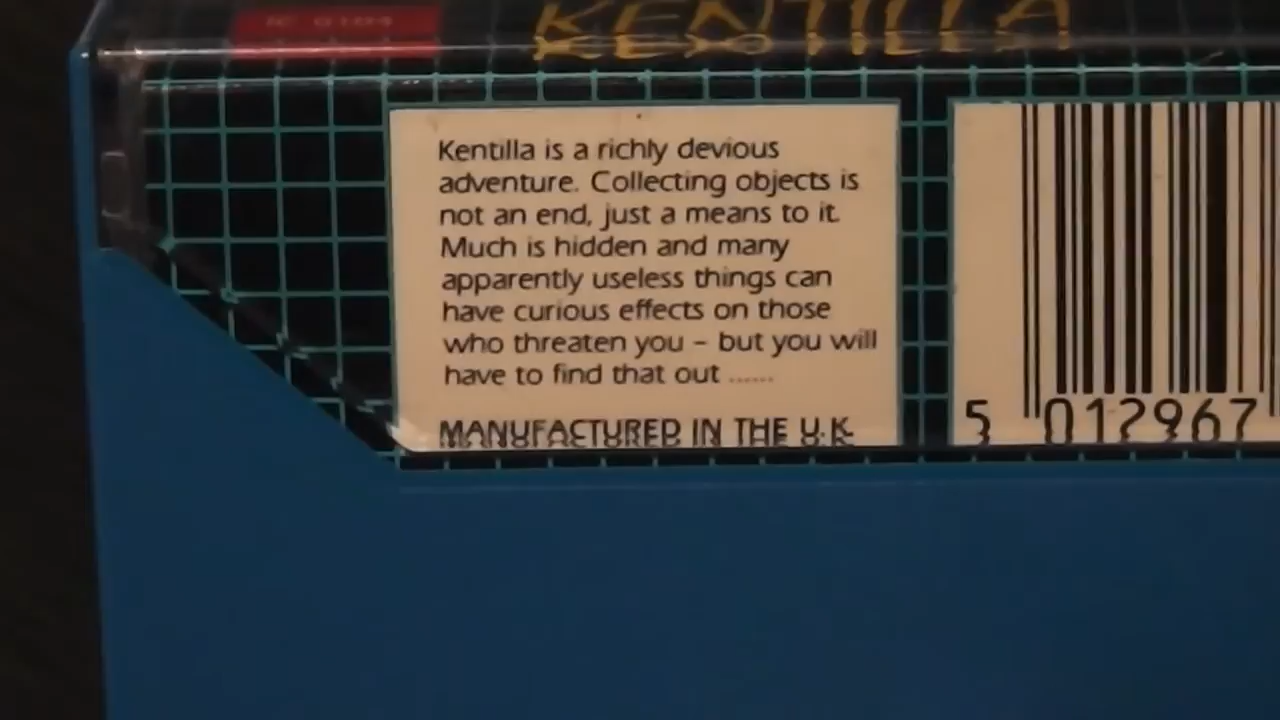 IC 0184
KENTILLA
Kentilla is a richly devious
adventure. Collecting objects is
not an end, just a means to it.
Much is hidden and many
apparently useless things can
have curious effects on those
who threaten you – but you will
have to find that out ......
MANUFACTURED IN THE U.K.
5 012967